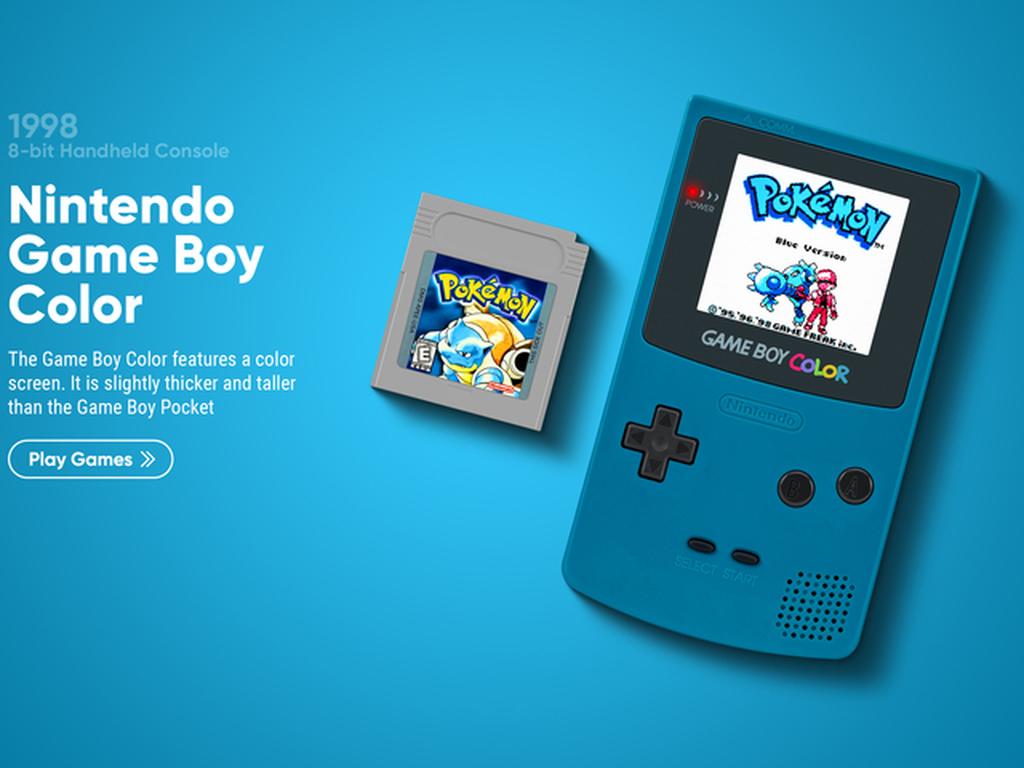 1998
8-bit Handheld Console
Nintendo
Game Boy
Color
The Game Boy Color features a color
screen. It is slightly thicker and taller
than the Game Boy Pocket
Play Games
POKéMON
E
COMM.
POWER
POKéMON
Blue Version
©'95,'96,'98 GAME FREAK inc.
GAME BOY COLOR
Nintendo
B
A
SELECT START